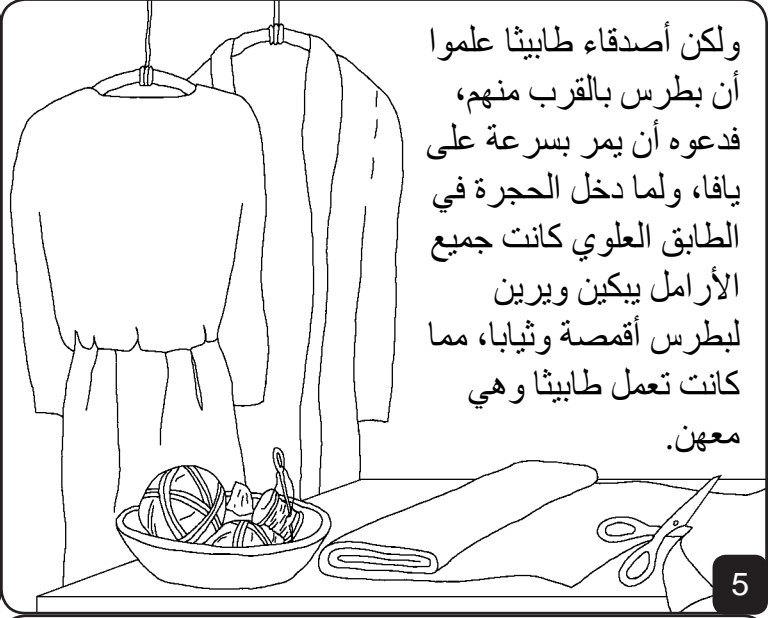 ولكن أصدقاء طابيثا علموا
أن بطرس بالقرب منهم،
فدعوه أن يمر بسرعة على
يافا، ولما دخل الحجرة في
الطابق العلوي كانت جميع
الأرامل يبكين ويرين
لبطرس أقمصة وثيابا، مما
كانت تعمل طابيثا وهي
معهن.
5